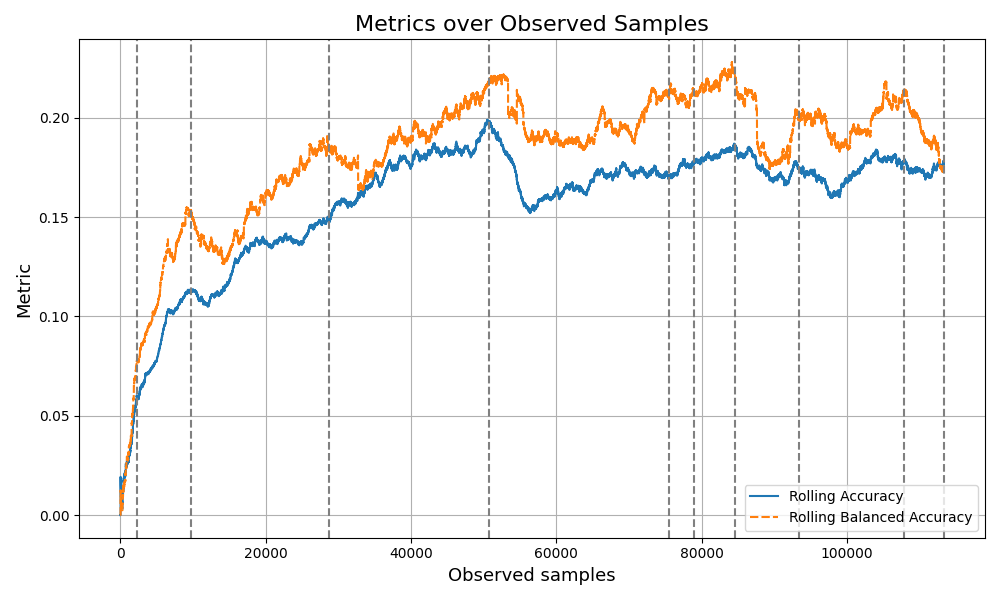 Metrics over Observed Samples
Metric
0.20
0.15
0.10
0.05
0.00
0 20000 40000 60000 80000 100000
Observed samples
Rolling Accuracy
Rolling Balanced Accuracy